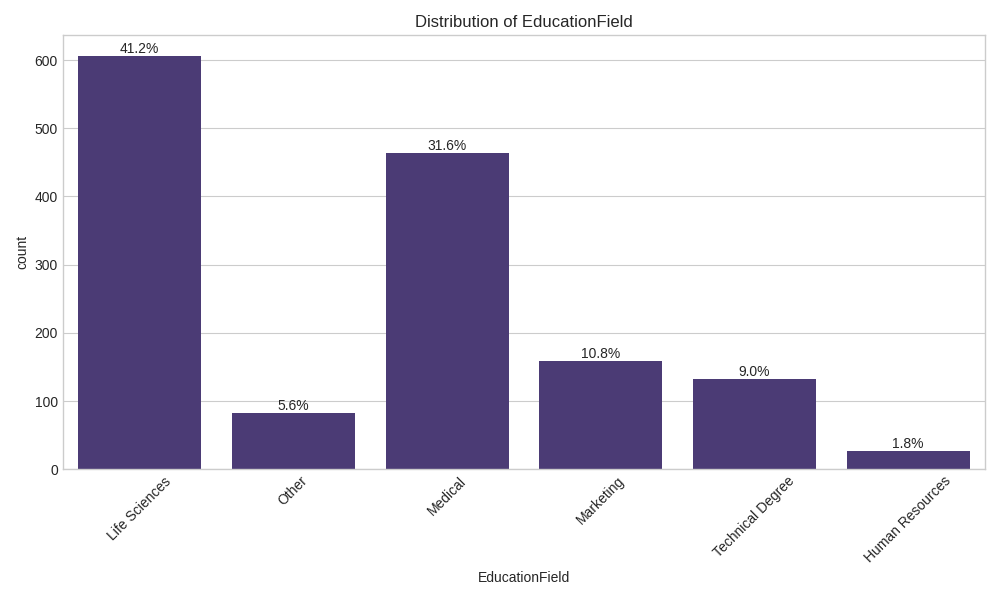 Distribution of EducationField
41.2%
5.6%
31.6%
10.8%
9.0%
1.8%
count
600
500
400
300
200
100
0
Life Sciences
Other
Medical
Marketing
Technical Degree
Human Resources
EducationField